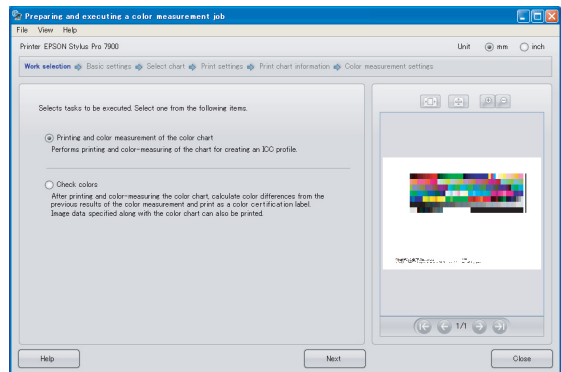 Preparing and executing a color measurement job
File View Help
Printer EPSON Stylus Pro 7900
Unit mm inch
Work selection Basic settings Select chart Print settings Print chart information Color measurement settings
Selects tasks to be executed. Select one from the following items.
Printing and color measurement of the color chart
Performs printing and color-measuring of the chart for creating an ICC profile.
Check colors
After printing and color-measuring the color chart, calculate color differences from the
previous results of the color measurement and print as a color certification label.
Image data specified along with the color chart can also be printed.
1/1
Help
Next
Close